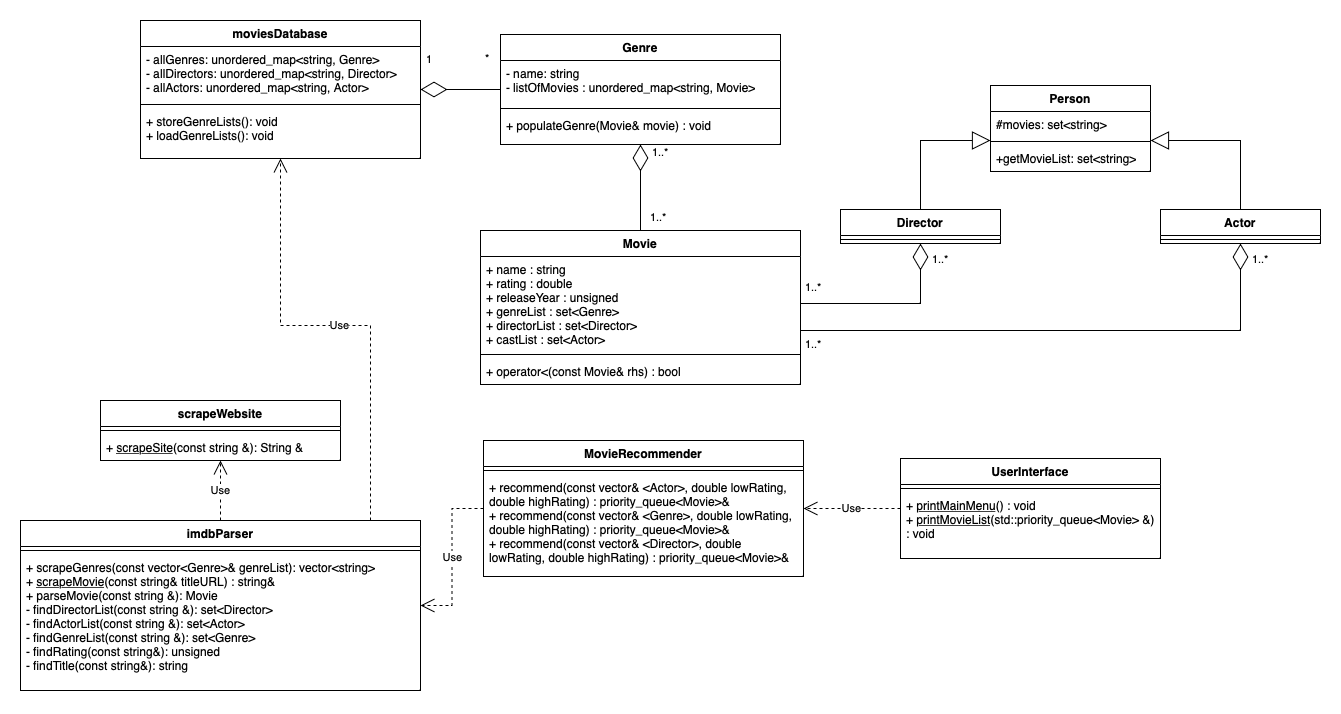 moviesDatabase
- allGenres: unordered_map<string, Genre>
- allDirectors: unordered_map<string, Director>
- allActors: unordered_map<string, Actor>
+ storeGenreLists(): void
+ loadGenreLists(): void
1
*
Genre
- name: string
- listOfMovies : unordered_map<string, Movie>
+ populateGenre(Movie& movie) : void
1..*
1..*
Person
#movies: set<string>
+getMovieList: set<string>
Director
1..*
Actor
1..*
Movie
+ name : string
+ rating : double
+ releaseYear : unsigned
+ genreList : set<Genre>
+ directorList : set<Director>
+ castList : set<Actor>
+ operator<(const Movie& rhs) : bool
1..*
1..*
Use
scrapeWebsite
+ scrapeSite(const string &): String &
Use
imdbParser
+ scrapeGenres(const vector<Genre>& genreList): vector<string>
+ scrapeMovie(const string& titleURL) : string&
+ parseMovie(const string &): Movie
- findDirectorList(const string &): set<Director>
- findActorList(const string &): set<Actor>
- findGenreList(const string &): set<Genre>
- findRating(const string&): unsigned
- findTitle(const string&): string
Use
MovieRecommender
+ recommend(const vector& <Actor>, double lowRating,
double highRating) : priority_queue<Movie>&
+ recommend(const vector& <Genre>, double lowRating,
double highRating) : priority_queue<Movie>&
+ recommend(const vector& <Director>, double
lowRating, double highRating) : priority_queue<Movie>&
Use
UserInterface
+ printMainMenu() : void
+ printMovieList(std::priority_queue<Movie> &)
: void